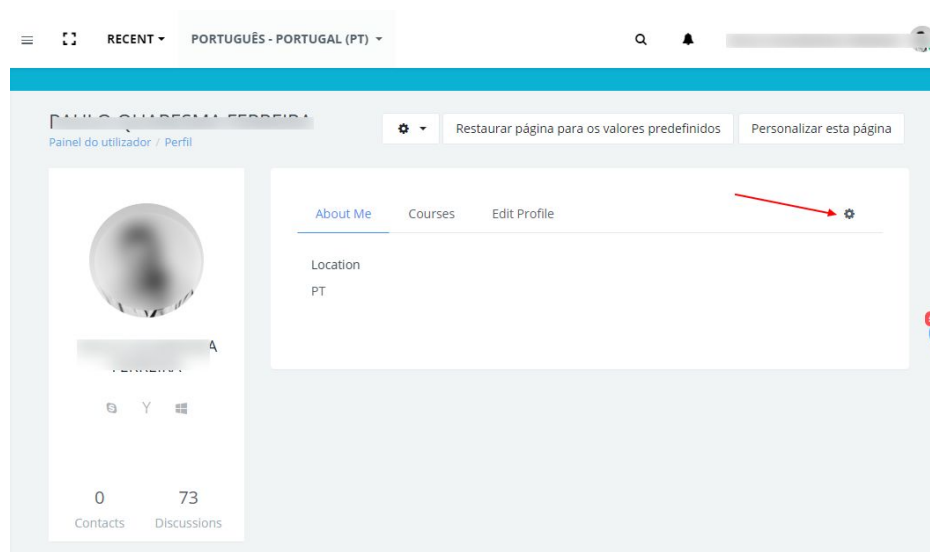 RECENT PORTUGUÊS - PORTUGAL (PT)
Restaurar página para os valores predefinidos Personalizar esta página
Painel do utilizador / Perfil
About Me Courses Edit Profile
Location
PT
0 73
Contacts Discussions